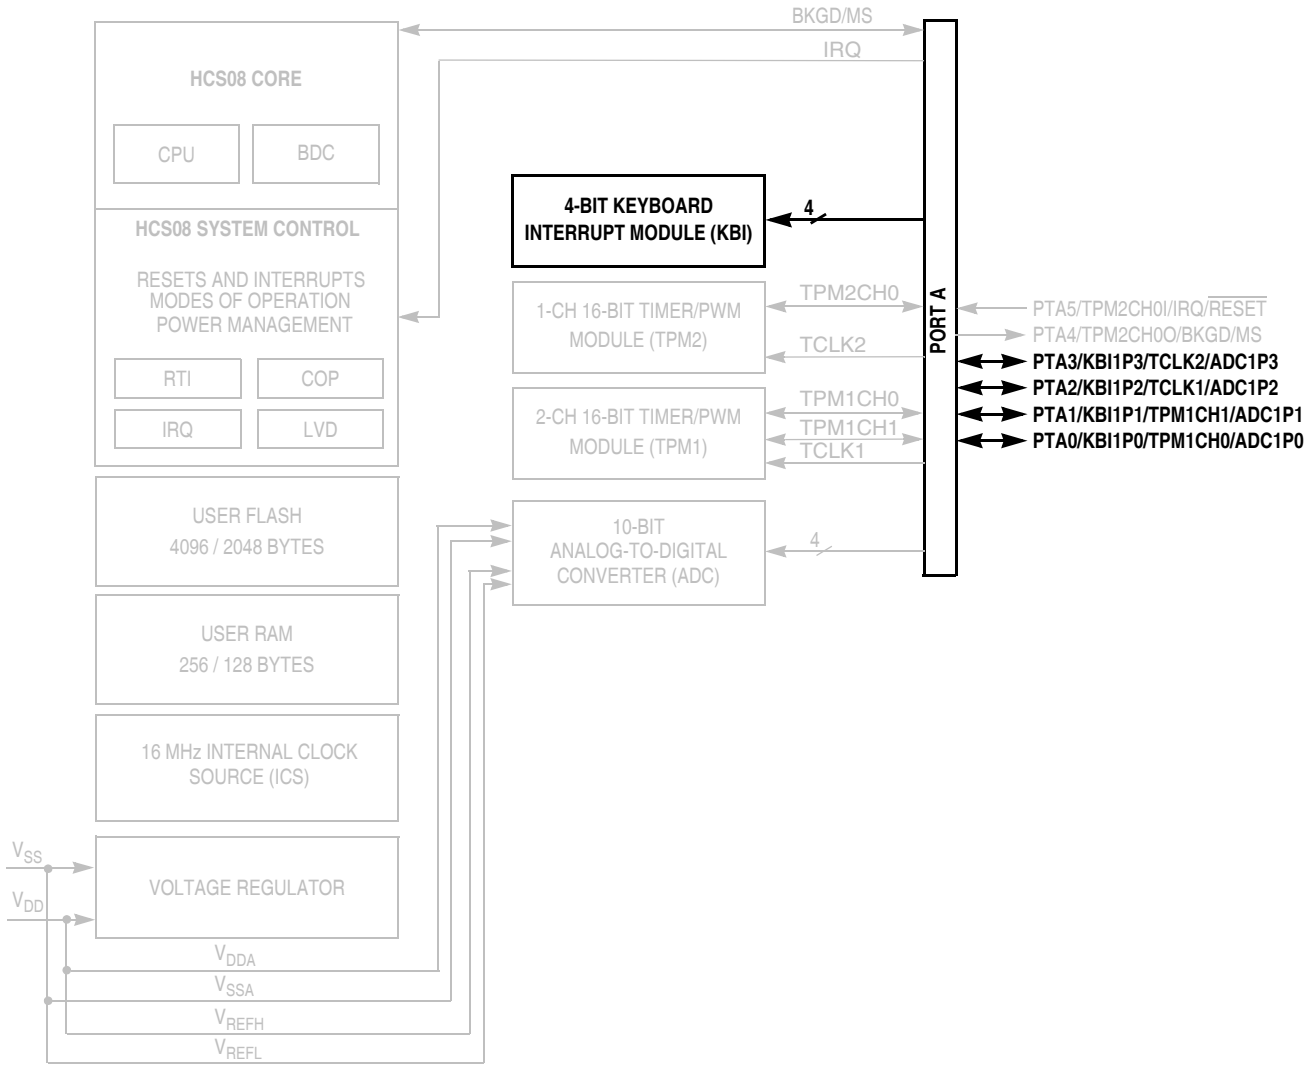 BKGD/MS
IRQ
HCS08 CORE
CPU
BDC
HCS08 SYSTEM CONTROL
RESETS AND INTERRUPTS
MODES OF OPERATION
POWER MANAGEMENT
RTI
COP
IRQ
LVD
USER FLASH
4096 / 2048 BYTES
USER RAM
256 / 128 BYTES
16 MHz INTERNAL CLOCK
SOURCE (ICS)
VOLTAGE REGULATOR
VSS
VDD
VDDA
VSSA
VREFH
VREFL
4-BIT KEYBOARD
INTERRUPT MODULE (KBI)
4
1-CH 16-BIT TIMER/PWM
MODULE (TPM2)
TPM2CH0
TCLK2
2-CH 16-BIT TIMER/PWM
MODULE (TPM1)
TPM1CH0
TPM1CH1
TCLK1
10-BIT
ANALOG-TO-DIGITAL
CONVERTER (ADC)
4
PORT A
PTA5/TPM2CH0I/IRQ/RESET
PTA4/TPM2CH0O/BKGD/MS
PTA3/KBI1P3/TCLK2/ADC1P3
PTA2/KBI1P2/TCLK1/ADC1P2
PTA1/KBI1P1/TPM1CH1/ADC1P1
PTA0/KBI1P0/TPM1CH0/ADC1P0